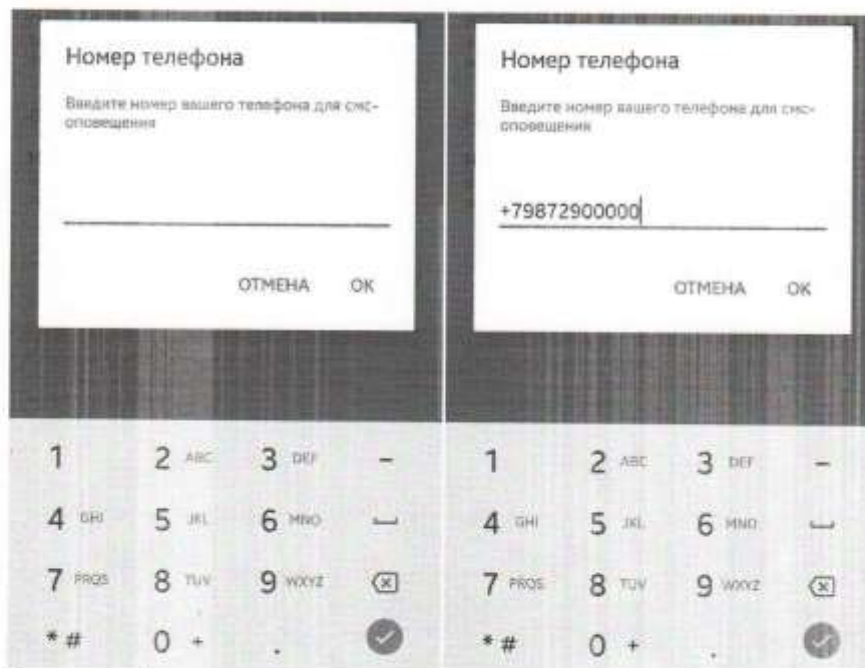 Номер телефона
Введите номер вашего телефона для смс-
оповещения
ОТМЕНА ОК
1 2 ABC 3 DEF -
4 GHI 5 JKL 6 MNO
7 PRQS 8 TUV 9 WXYZ
* # 0 + .
Номер телефона
Введите номер вашего телефона для смс-
оповещения
+79872900000
ОТМЕНА ОК
1 2 ABC 3 DEF -
4 GHI 5 JKL 6 MNO
7 PRQS 8 TUV 9 WXYZ
* # 0 + .